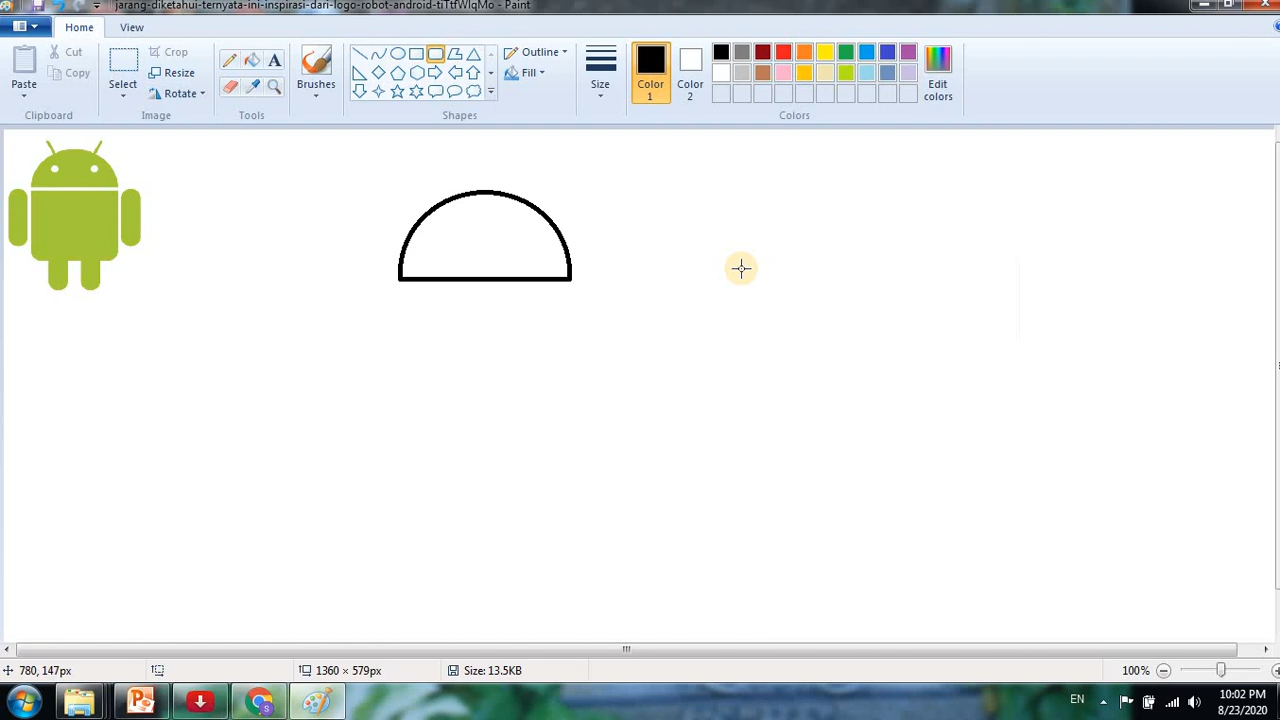 jarang-diketahui-ternyata-ini-inspirasi-dari-logo-robot-android-tiTtfWlqMo - Paint
Home View
Paste
Cut
Copy
Clipboard
Select
Crop
Resize
Rotate
Image
Tools
Brushes
Shapes
Outline
Fill
Size
Color 1
Color 2
Colors
Edit colors
780, 147px
1360 × 579px
Size: 13.5KB
100%
EN
10:02 PM
8/23/2020